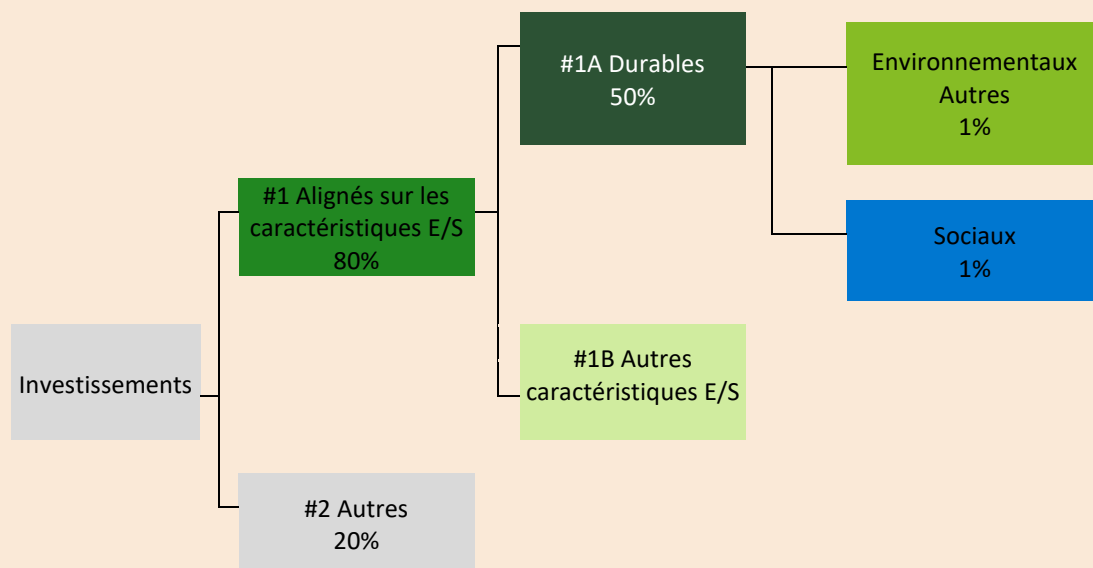 #1A Durables
50%
Environnementaux
Autres
1%
#1 Alignés sur les
caractéristiques E/S
80%
Sociaux
1%
Investissements
#1B Autres
caractéristiques E/S
#2 Autres
20%